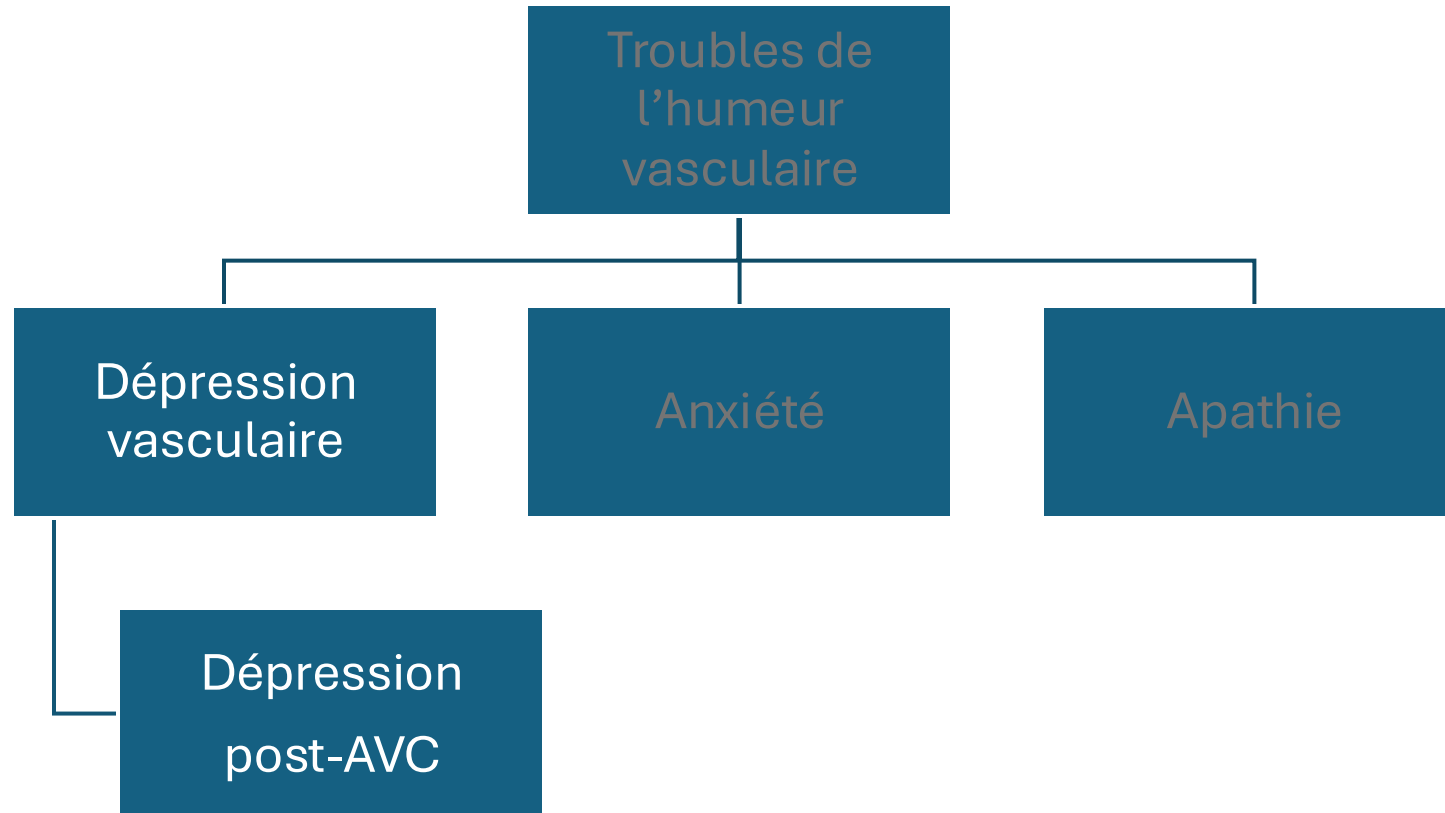 Troubles de
l’humeur
vasculaire
Dépression
vasculaire
Anxiété
Apathie
Dépression
post-AVC